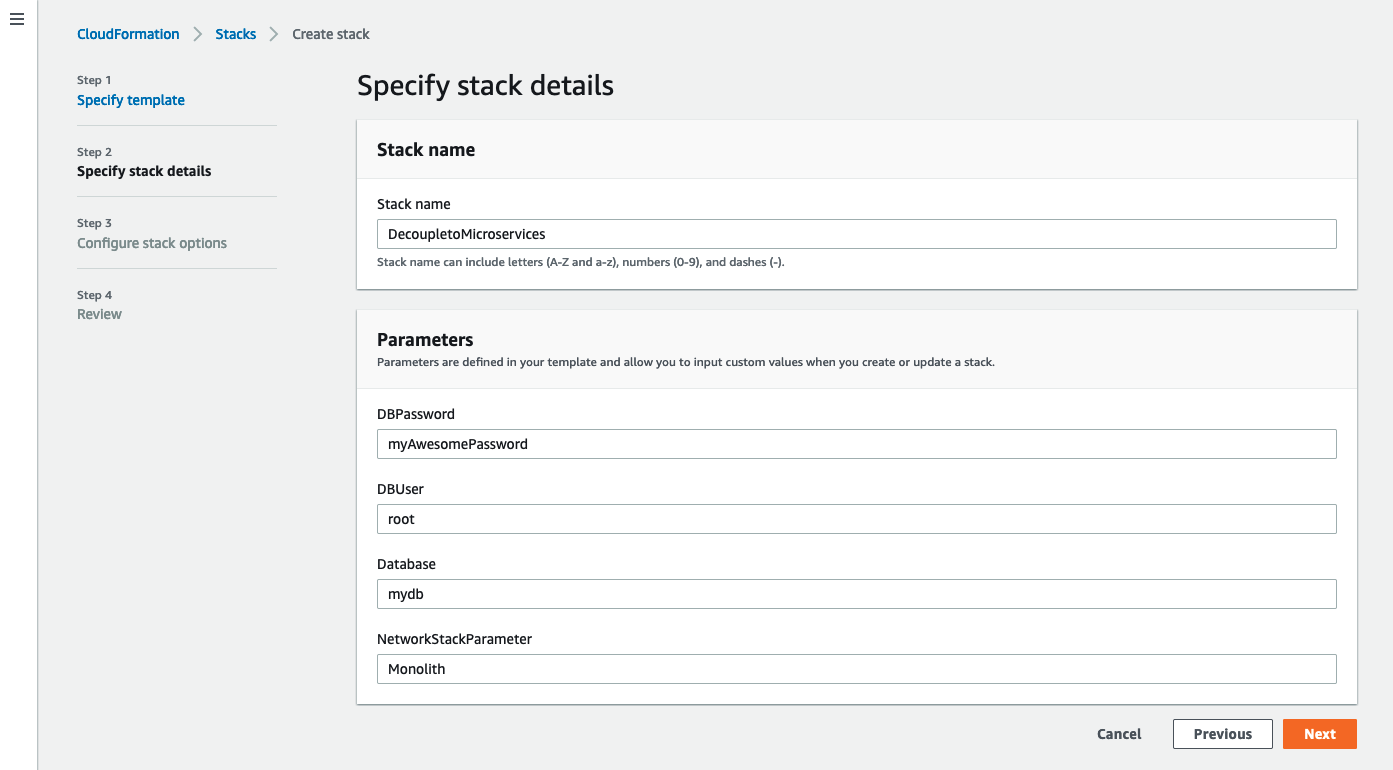 CloudFormation > Stacks > Create stack
Step 1
Specify template
Step 2
Specify stack details
Step 3
Configure stack options
Step 4
Review
Specify stack details
Stack name
Stack name
DecoupletoMicroservices
Stack name can include letters (A-Z and a-z), numbers (0-9), and dashes (-).
Parameters
Parameters are defined in your template and allow you to input custom values when you create or update a stack.
DBPassword
myAwesomePassword
DBUser
root
Database
mydb
NetworkStackParameter
Monolith
Cancel Previous Next